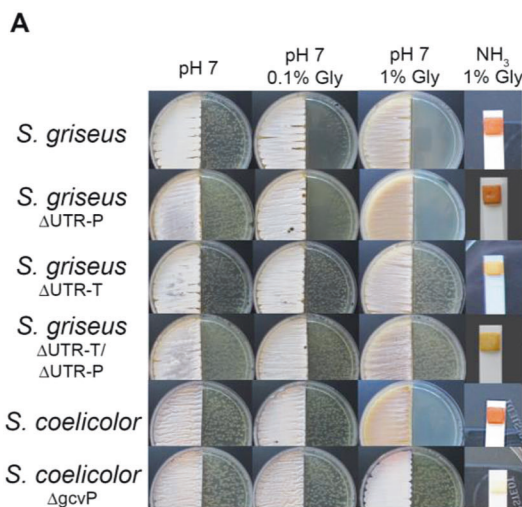 A
pH 7
pH 7
0.1% Gly
pH 7
1% Gly
NH3
1% Gly
S. griseus
S. griseus
ΔUTR-P
S. griseus
ΔUTR-T
S. griseus
ΔUTR-T/
ΔUTR-P
S. coelicolor
S. coelicolor
ΔgcvP